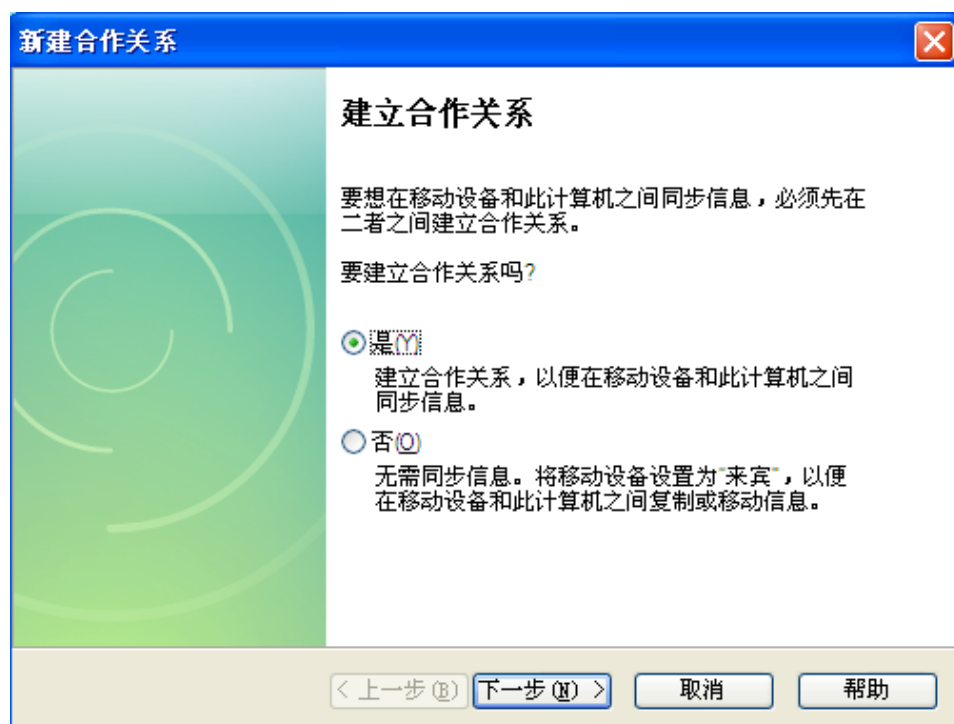 新建合作关系
建立合作关系
要想在移动设备和此计算机之间同步信息，必须先在
二者之间建立合作关系。
要建立合作关系吗?
是(Y)
建立合作关系，以便在移动设备和此计算机之间
同步信息。
否(O)
无需同步信息。将移动设备设置为"来宾"，以便
在移动设备和此计算机之间复制或移动信息。
< 上一步(B) 下一步(N) > 取消 帮助